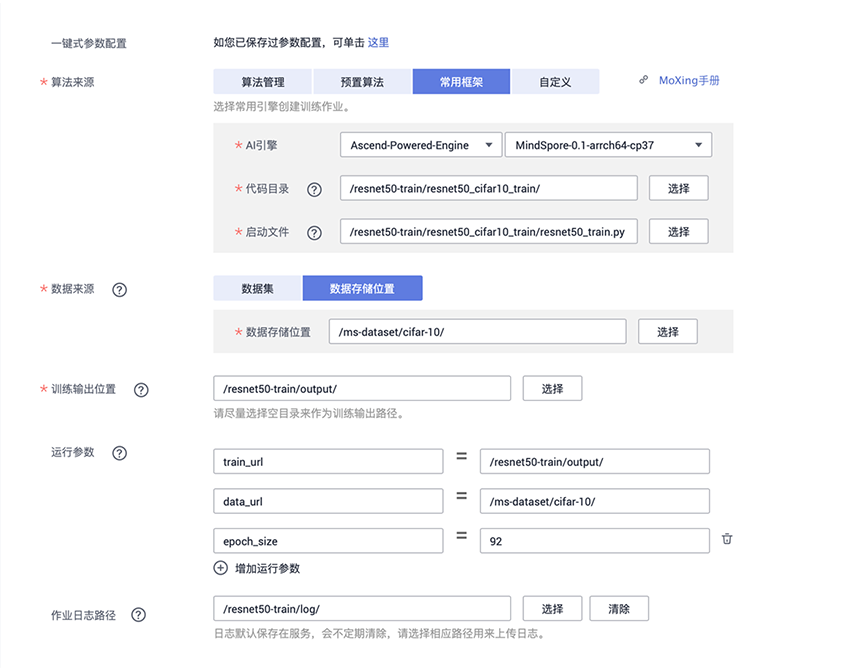 一键式参数配置 如您已保存过参数配置，可单击 这里
* 算法来源 算法管理 预置算法 常用框架 自定义 MoXing手册
选择常用引擎创建训练作业。
* AI引擎 Ascend-Powered-Engine MindSpore-0.1-arrch64-cp37
* 代码目录 ? /resnet50-train/resnet50_cifar10_train/ 选择
* 启动文件 ? /resnet50-train/resnet50_cifar10_train/resnet50_train.py 选择
* 数据来源 ? 数据集 数据存储位置
* 数据存储位置 /ms-dataset/cifar-10/ 选择
* 训练输出位置 ? /resnet50-train/output/ 选择
请尽量选择空目录来作为训练输出路径。
运行参数 ? train_url = /resnet50-train/output/
data_url = /ms-dataset/cifar-10/
epoch_size = 92
增加运行参数
作业日志路径 ? /resnet50-train/log/ 选择 清除
日志默认保存在服务，会不定期清除，请选择相应路径用来上传日志。